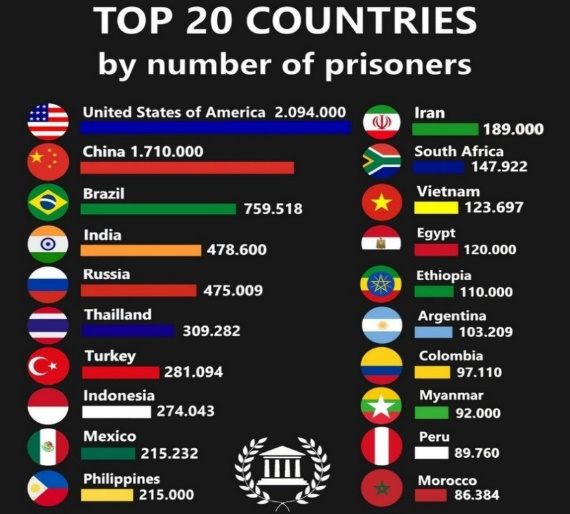 TOP 20 COUNTRIES
by number of prisoners
United States of America 2.094.000
China 1.710.000
Brazil
759.518
India
478.600
Russia
475.009
Thailland
309.282
Turkey
281.094
Indonesia
274.043
Mexico
215.232
Philippines
215.000
Iran
189.000
South Africa
147.922
Vietnam
123.697
Egypt
120.000
Ethiopia
110.000
Argentina
103.209
Colombia
97.110
Myanmar
92.000
Peru
89.760
Morocco
86.384